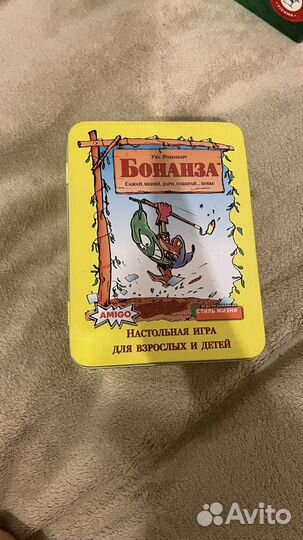 Уве Розенберг
БОНАНЗА
Сажай, меняй, дари, собирай... бобы!
AMIGO
СТИЛЬ ЖИЗНИ
НАСТОЛЬНАЯ ИГРА
ДЛЯ ВЗРОСЛЫХ И ДЕТЕЙ
Avito